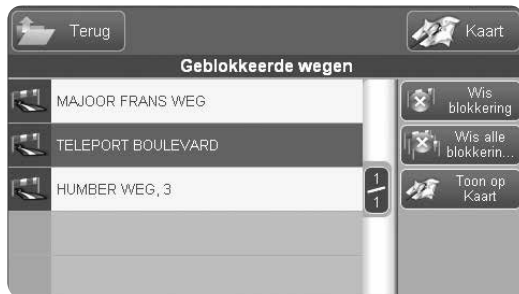 Terug
Kaart
Geblokkeerde wegen
MAJOOR FRANS WEG
Wis
blokkering
TELEPORT BOULEVARD
Wis alle
blokkerin...
HUMBER WEG, 3
1
1
Toon op
Kaart